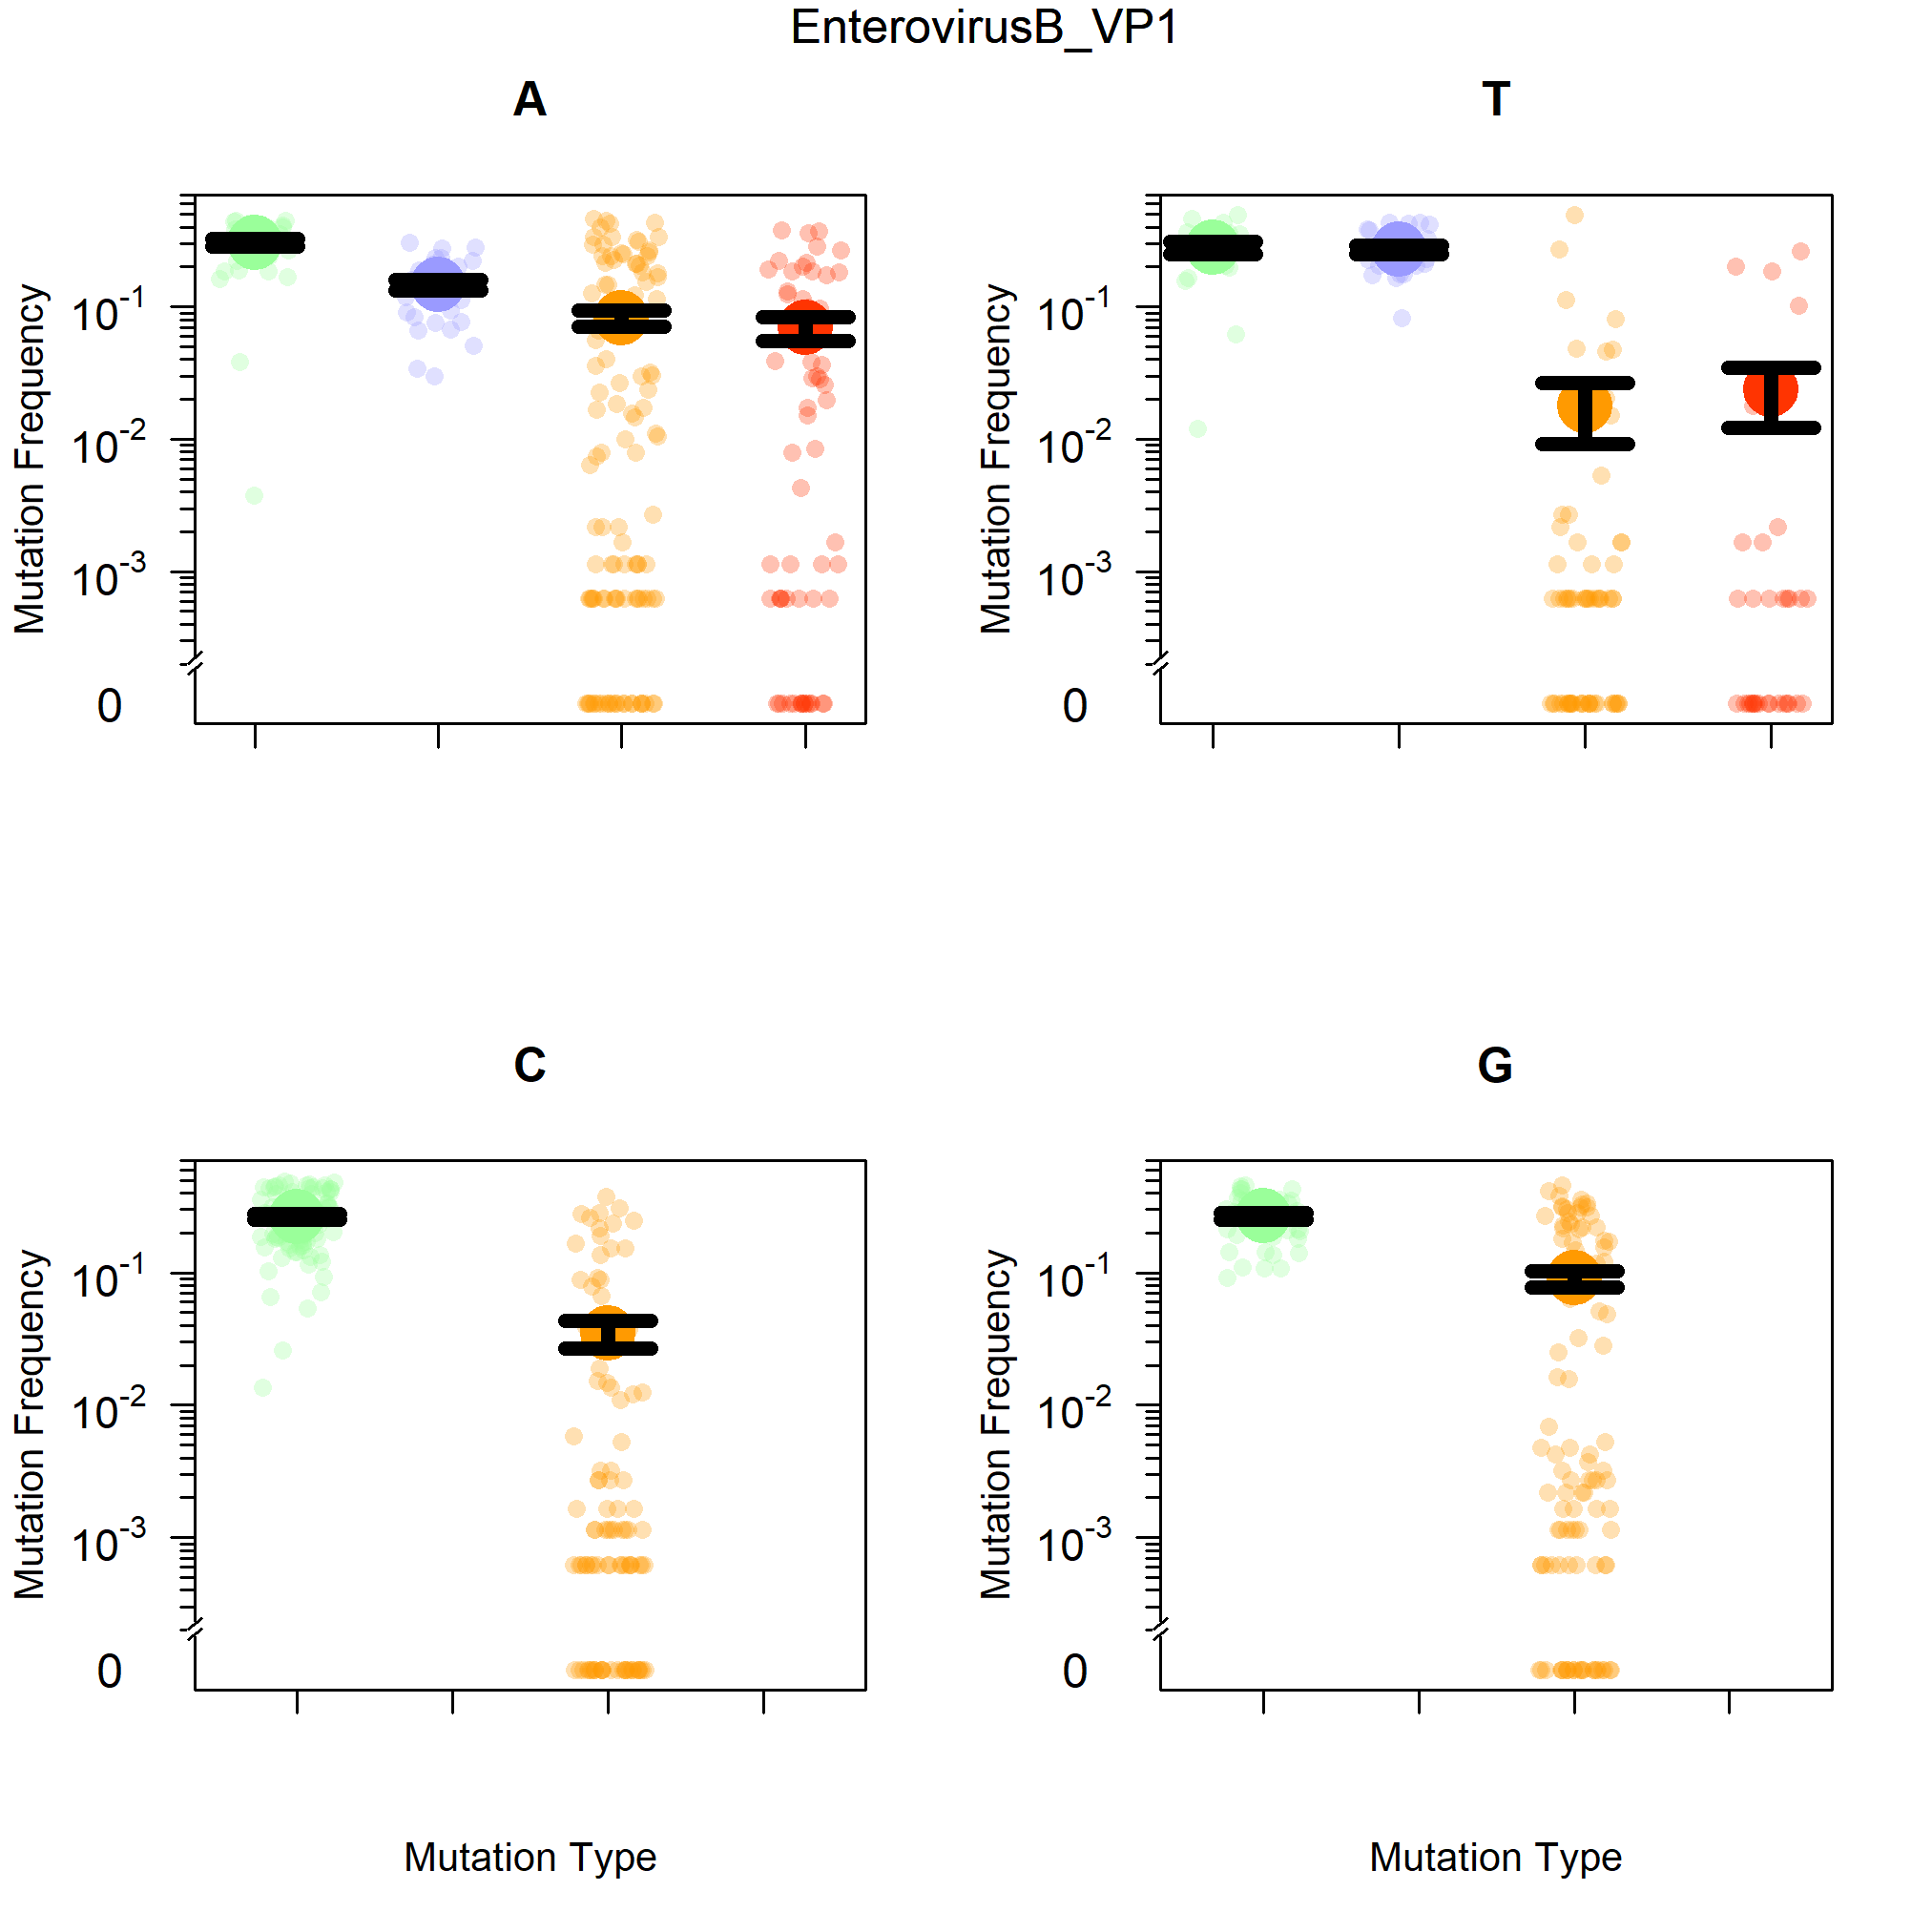 EnterovirusB_VP1
A
Mutation Frequency
10-1
10-2
10-3
0
T
Mutation Frequency
10-1
10-2
10-3
0
C
Mutation Frequency
10-1
10-2
10-3
0
Mutation Type
G
Mutation Frequency
10-1
10-2
10-3
0
Mutation Type